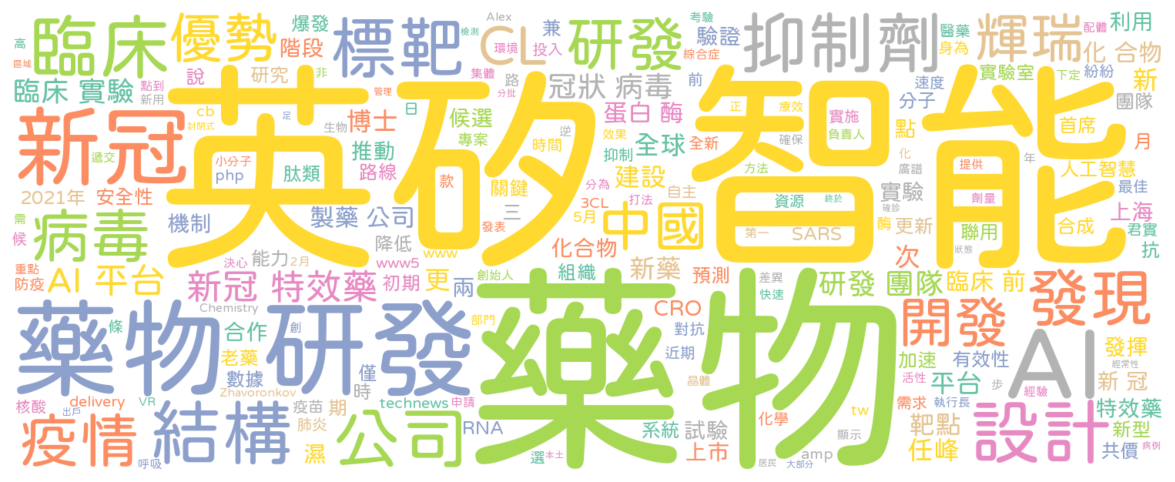 臨床 優勢 爆發 階段 標靶 Alex CL 環境 兼 投入 研發 考驗 驗證 綜合症 抑制劑 醫藥 身為 輝瑞 配體 利用 化 合物
高 區域 臨床 實驗 點到 新用 說 研究 非 檢測 集體 路 分批 冠狀 病毒 前 速度 分子 實驗室 下定 紛紛 新 團隊
英矽智能
新冠 cb 封閉式 管理 足 日 生物 博士 候選 專案 逆 時間 蛋白 酶 效果 抑制 全球 全新 正 療效 確保 實施 負責人 點 化 廣譜 首席 月
遞交 小分子 php 肽類 推動 路線 款 關鍵 分為 建設 自主 方法 提供 年 人工智慧
2021年 安全性 製藥 公司 三 發表 3CL 打法 5月 資源 終於 實驗 劑量 確診 最佳 上海
需 候 病毒 機制 降低 www 中國 第一 SARS 酶 更新 聯用 合成 君實 抗
重點 防疫 AI 平台 決心 能力 2月 www5 更 創始人 化合物 組織 新藥 預測 差異 快速 次 狀態
新冠 特效藥 初期 兩 研發 團隊 臨床 前 發現
藥物研發 Chemistry 條 合作 創 部門 藥物 CRO 對抗 近期 晶體 開發 加速 有效性 AI 發揮 經常性
老藥 數據 僅 時 活性 平台 步 新 冠
核酸 出戶 delivery VR Zhavoronkov 疫苗 期 technews 申請 化學 tw 需求 執行長 經驗 特效藥
疫情 結構 肺炎 公司 RNA 系統 試驗 顯示 靶點 設計 新型
呼吸 濕 選 本土 上市 居民 amp 大部分 任峰 共價 病例